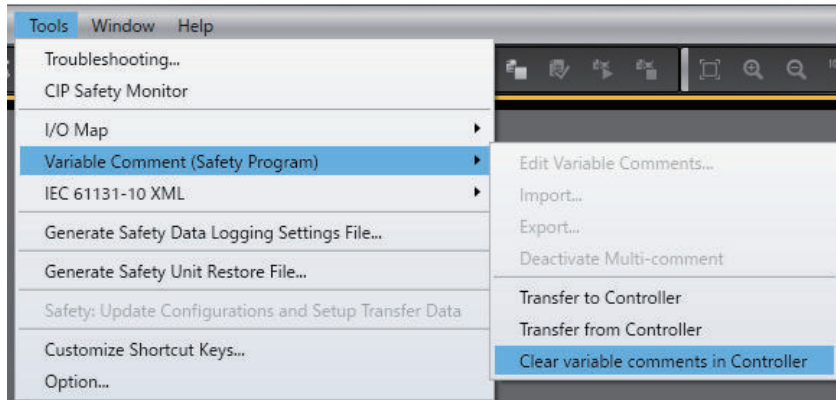 Tools Window Help
Troubleshooting...
CIP Safety Monitor
I/O Map
Variable Comment (Safety Program)
IEC 61131-10 XML
Generate Safety Data Logging Settings File...
Generate Safety Unit Restore File...
Safety: Update Configurations and Setup Transfer Data
Customize Shortcut Keys...
Option...
Edit Variable Comments...
Import...
Export...
Deactivate Multi-comment
Transfer to Controller
Transfer from Controller
Clear variable comments in Controller